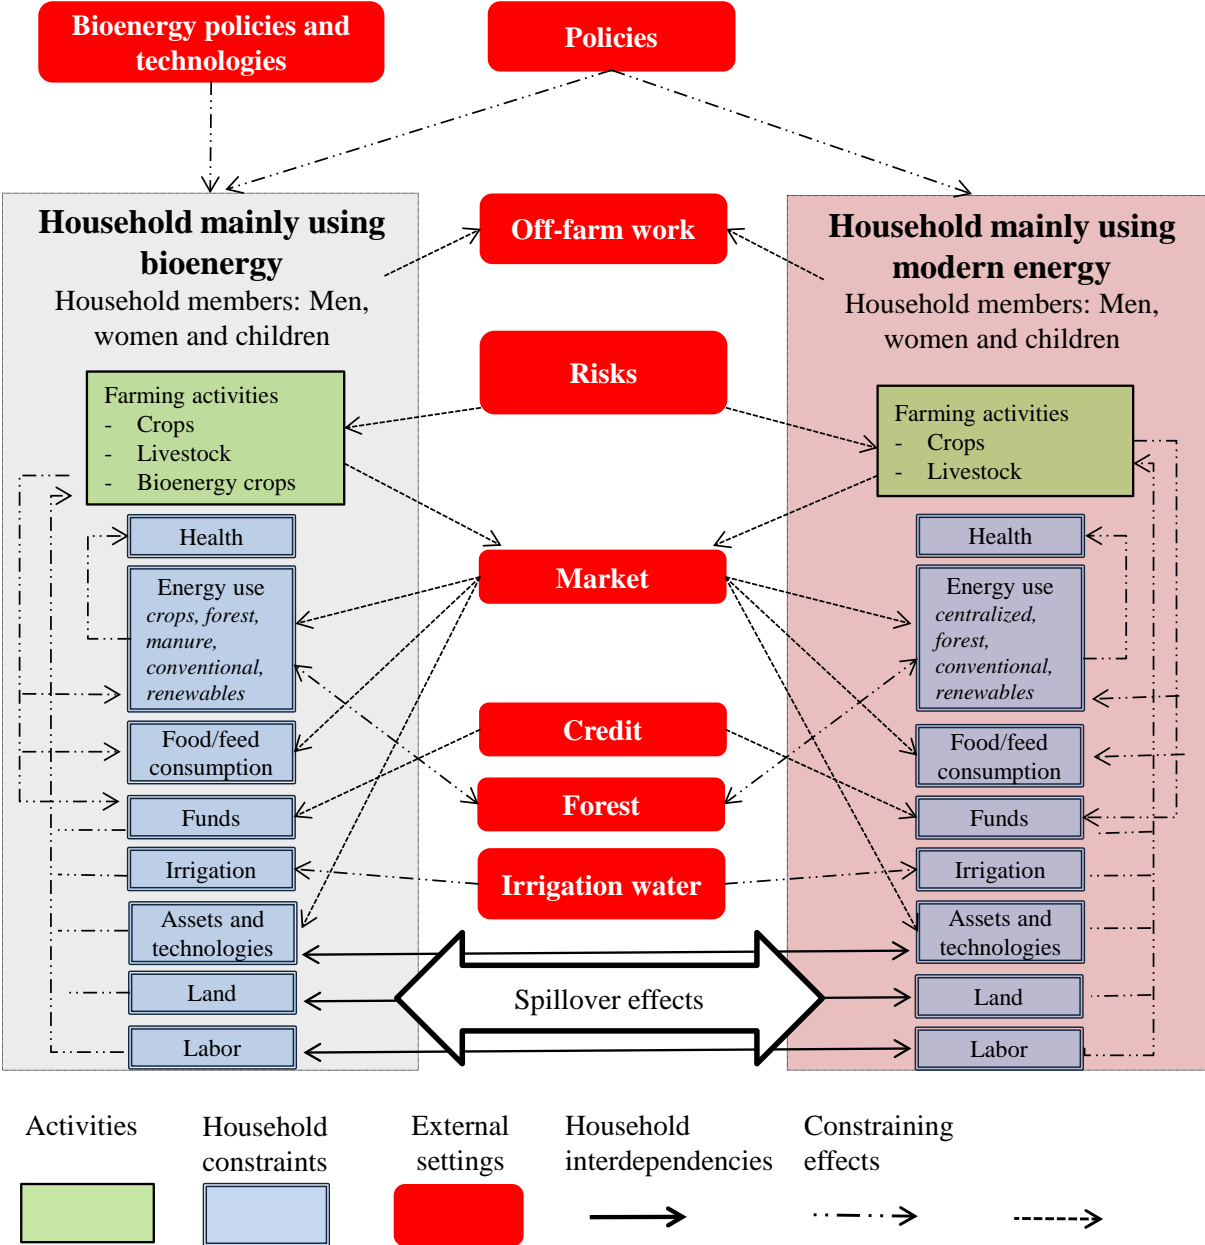 Bioenergy policies and
technologies
Policies
Household mainly using
bioenergy
Household members: Men,
women and children
Farming activities
- Crops
- Livestock
- Bioenergy crops
Health
Energy use
crops, forest,
manure,
conventional,
renewables
Food/feed
consumption
Funds
Irrigation
Assets and
technologies
Land
Labor
Off-farm work
Risks
Market
Credit
Forest
Irrigation water
Spillover effects
Household mainly using
modern energy
Household members: Men,
women and children
Farming activities
- Crops
- Livestock
Health
Energy use
centralized,
forest,
conventional,
renewables
Food/feed
consumption
Funds
Irrigation
Assets and
technologies
Land
Labor
Activities
Household
constraints
External
settings
Household
interdependencies
Constraining
effects